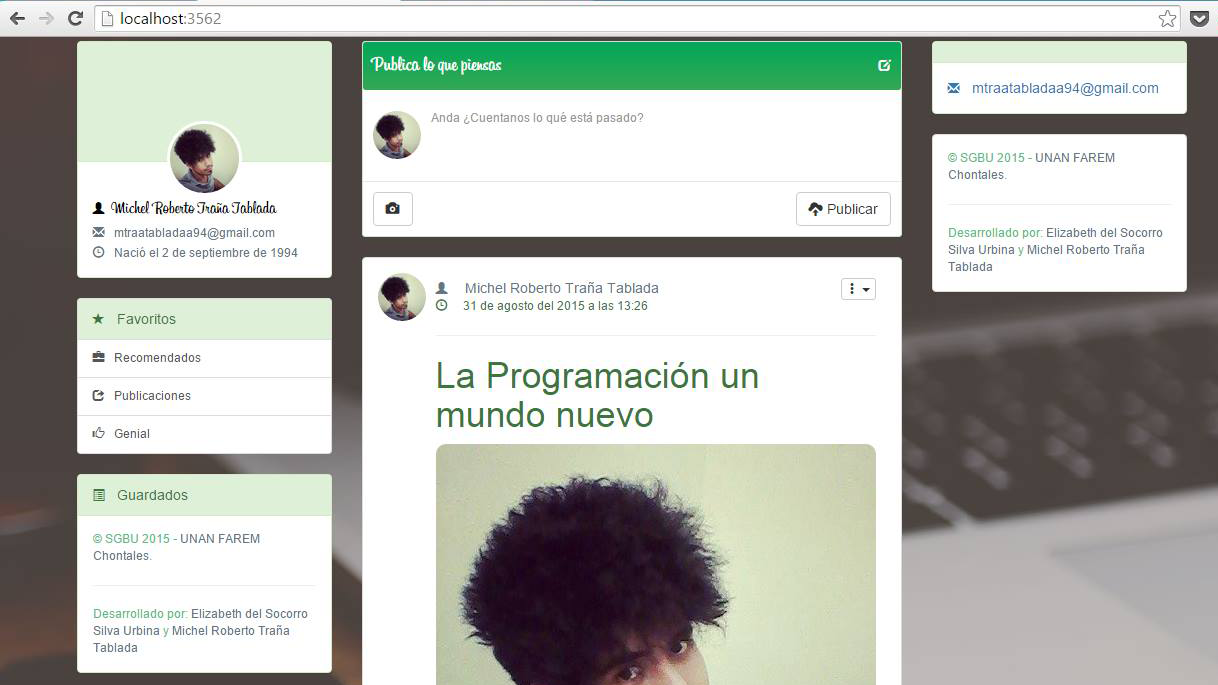 localhost:3562
Michel Roberto Traña Tablada
mtraatabladaa94@gmail.com
Nació el 2 de septiembre de 1994
Favoritos
Recomendados
Publicaciones
Genial
Guardados
© SGBU 2015 - UNAN FAREM
Chontales.
Desarrollado por: Elizabeth del Socorro
Silva Urbina y Michel Roberto Traña
Tablada
Publica lo que piensas
Anda ¿Cuentanos lo qué está pasado?
Publicar
Michel Roberto Traña Tablada
31 de agosto del 2015 a las 13:26
La Programación un
mundo nuevo
mtraatabladaa94@gmail.com
© SGBU 2015 - UNAN FAREM
Chontales.
Desarrollado por: Elizabeth del Socorro
Silva Urbina y Michel Roberto Traña
Tablada